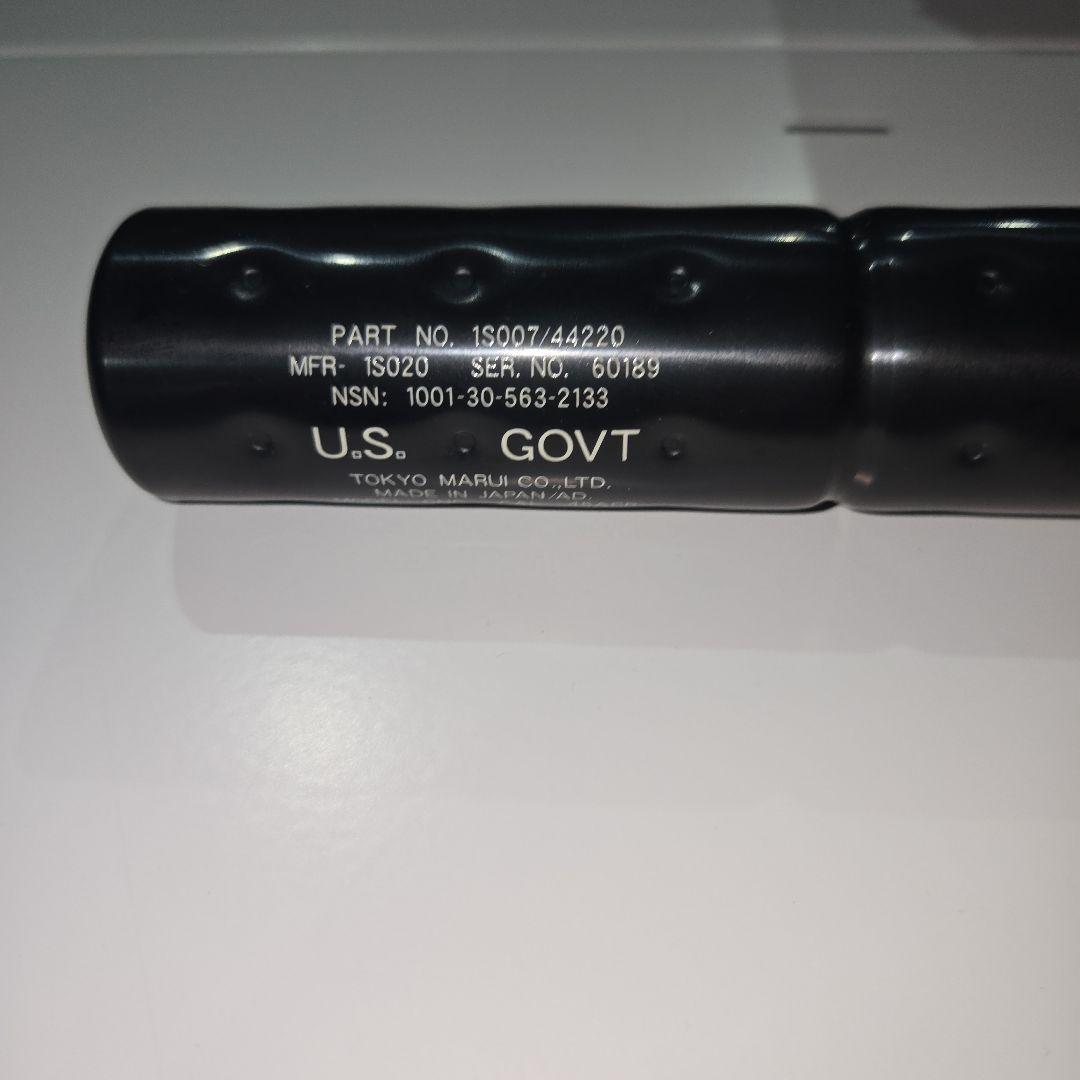 PART NO. 1S007/44220
MFR- 1S020 SER. NO. 60189
NSN: 1001-30-563-2133
U.S. GOVT
TOKYO MARUI CO.,LTD.
MADE IN JAPAN/AD.